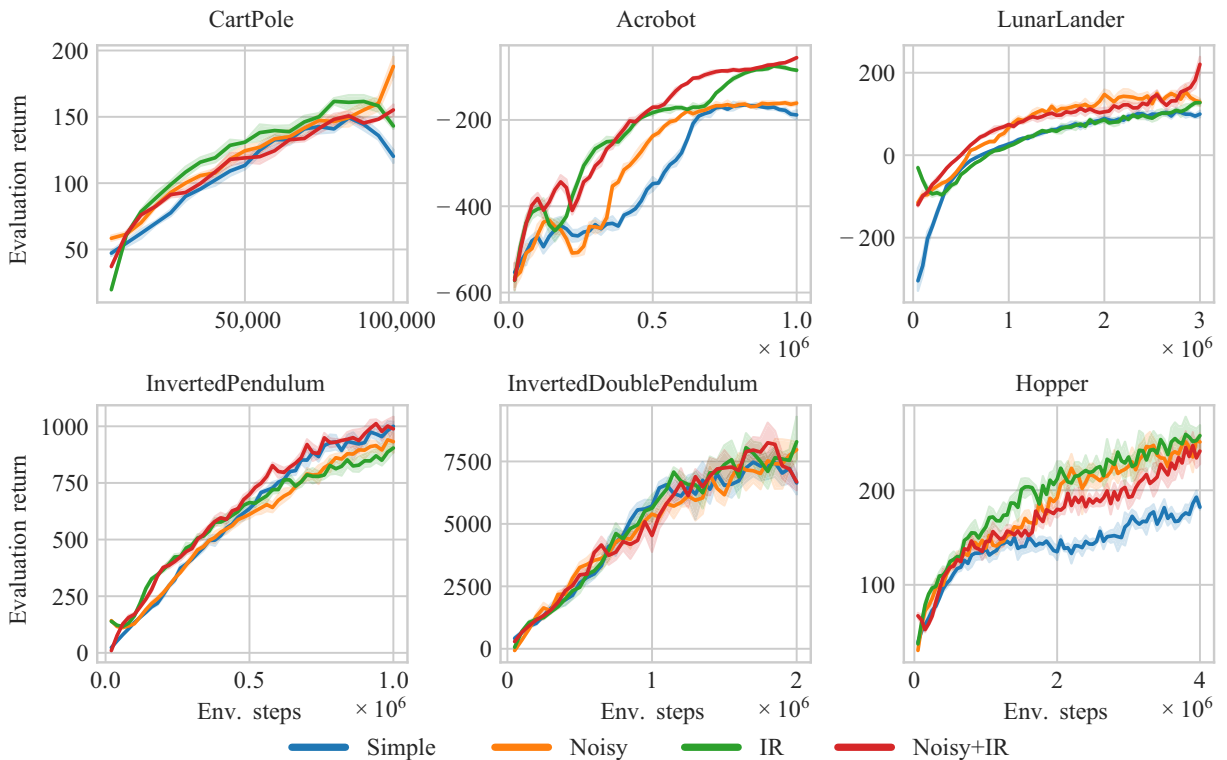 CartPole
Acrobot
LunarLander
Evaluation return
200
150
100
50
50,000
100,000
−200
−400
−600
0.0
0.5
1.0
× 10⁶
200
0
−200
0
1
2
3
× 10⁶
InvertedPendulum
InvertedDoublePendulum
Hopper
Evaluation return
1000
750
500
250
0
0.0
0.5
1.0
Env. steps
× 10⁶
7500
5000
2500
0
0
1
2
Env. steps
× 10⁶
200
100
0
2
4
Env. steps
× 10⁶
Simple
Noisy
IR
Noisy+IR